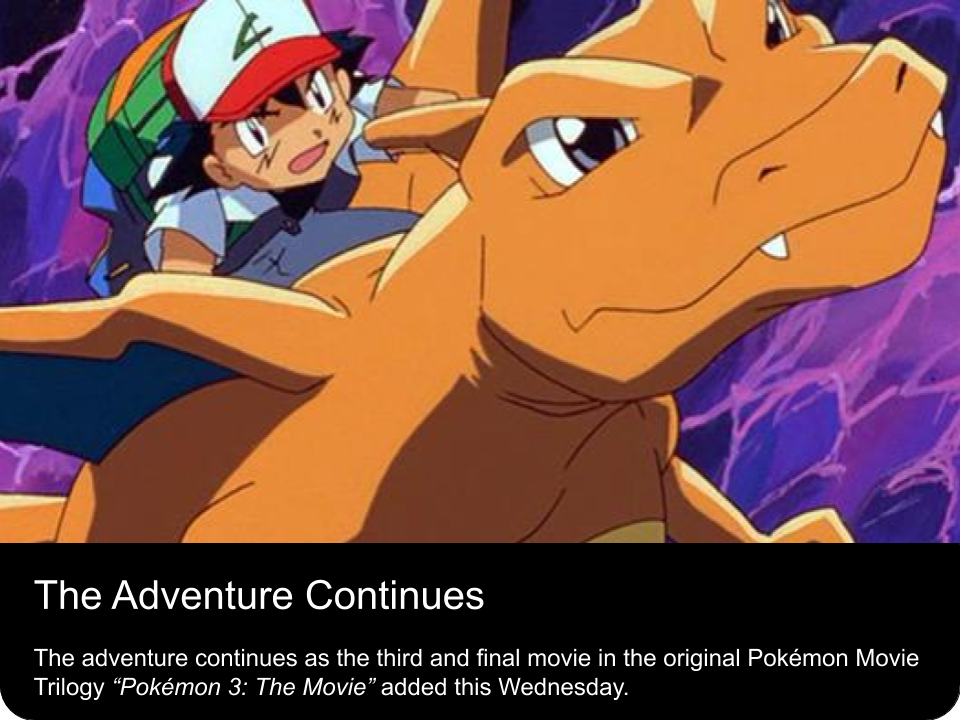 The Adventure Continues
The adventure continues as the third and final movie in the original Pokémon Movie
Trilogy “Pokémon 3: The Movie” added this Wednesday.